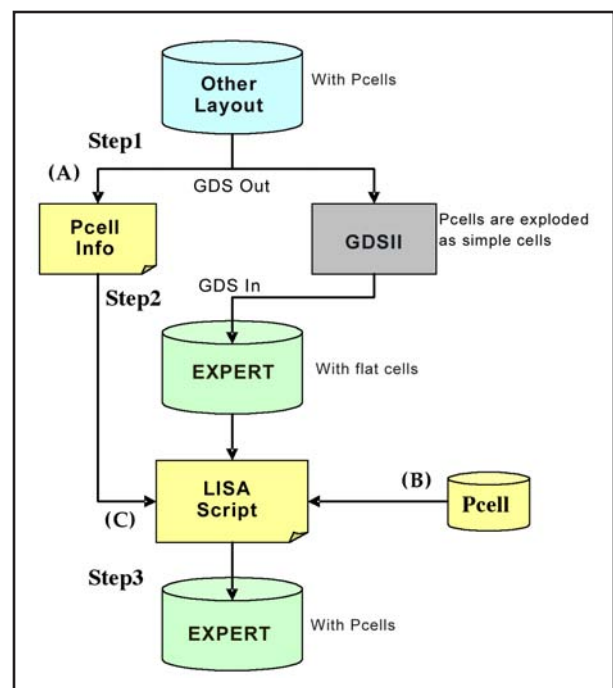 Other
Layout
With Pcells
Step1
(A)
GDS Out
Pcell
Info
GDSII
Pcells are exploded
as simple cells
Step2
GDS In
EXPERT
With flat cells
LISA
Script
(B)
Pcell
(C)
Step3
EXPERT
With Pcells